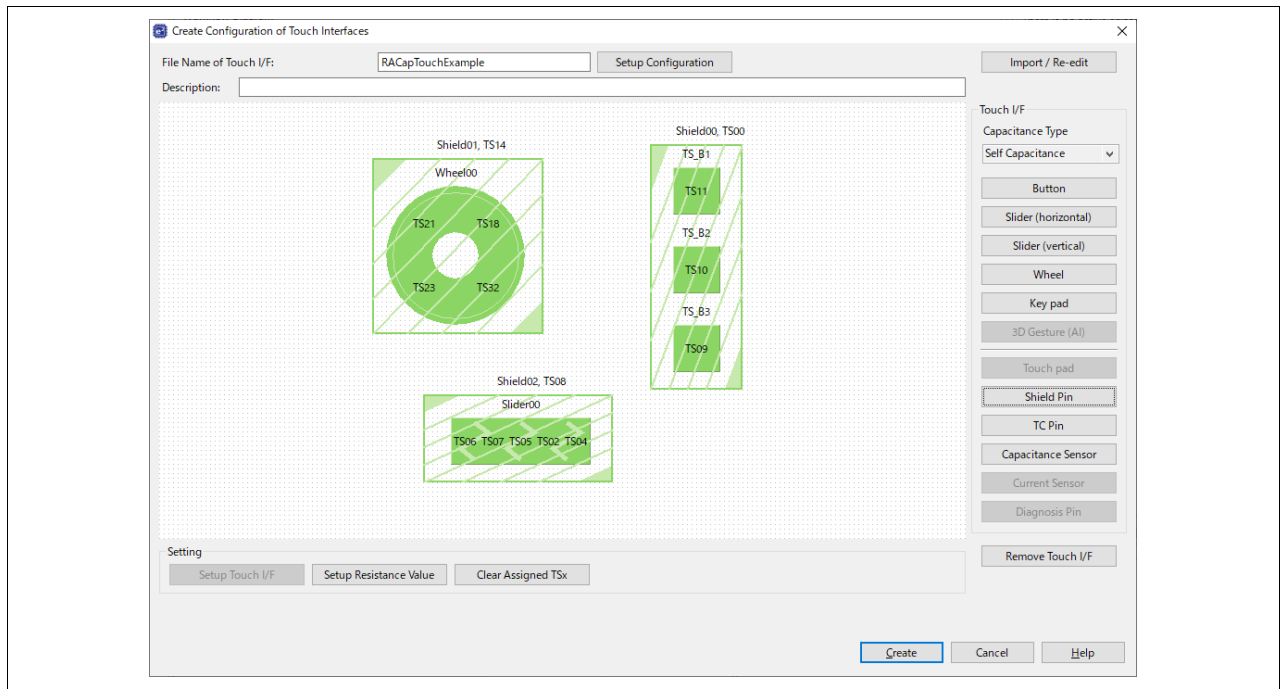 Create Configuration of Touch Interfaces
File Name of Touch I/F:
RACapTouchExample
Setup Configuration
Import / Re-edit
Description:
Touch I/F
Capacitance Type
Self Capacitance
Button
Slider (horizontal)
Slider (vertical)
Wheel
Key pad
3D Gesture (AI)
Touch pad
Shield Pin
TC Pin
Capacitance Sensor
Current Sensor
Diagnosis Pin
Remove Touch I/F
Shield01, TS14
Wheel00
TS21 TS18
TS23 TS32
Shield00, TS00
TS_B1
TS11
TS_B2
TS10
TS_B3
TS09
Shield02, TS08
Slider00
TS06 TS07 TS05 TS02 TS04
Setting
Setup Touch I/F
Setup Resistance Value
Clear Assigned TSx
Create
Cancel
Help